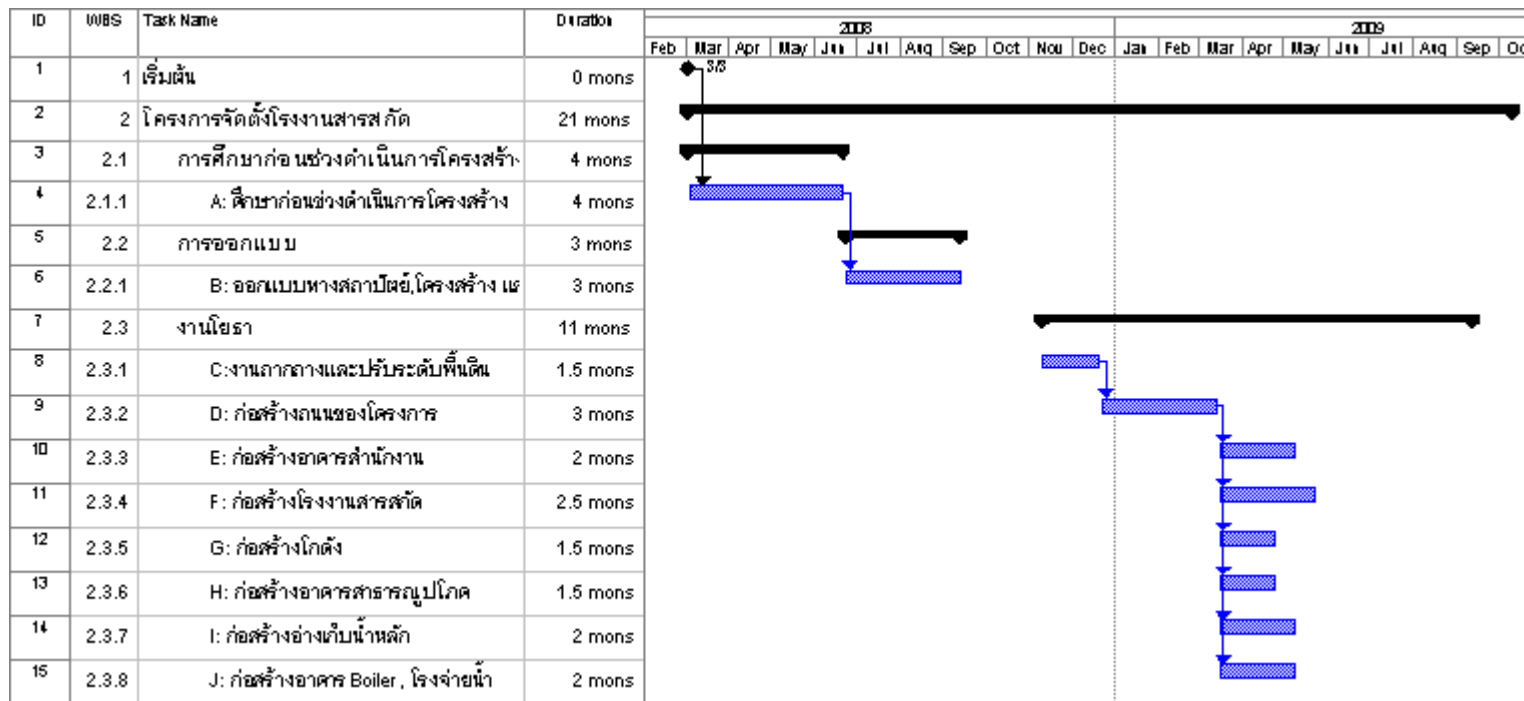 ID WBS Task Name Duration 2008 2009
Feb Mar Apr May Jun Jul Aug Sep Oct Nov Dec Jan Feb Mar Apr May Jun Jul Aug Sep Oc
1 1 เริ่มต้น 0 mons 3/3
2 2 โครงการจัดตั้งโรงงานสารสกัด 21 mons
3 2.1 การศึกษาก่อนช่วงดำเนินการโครงสร้าง 4 mons
4 2.1.1 A: ศึกษาก่อนช่วงดำเนินการโครงสร้าง 4 mons
5 2.2 การออกแบบ 3 mons
6 2.2.1 B: ออกแบบทางสถาปัตย์,โครงสร้าง แล 3 mons
7 2.3 งานโยธา 11 mons
8 2.3.1 C:งานถากถางและปรับระดับพื้นดิน 1.5 mons
9 2.3.2 D: ก่อสร้างถนนของโครงการ 3 mons
10 2.3.3 E: ก่อสร้างอาคารสำนักงาน 2 mons
11 2.3.4 F: ก่อสร้างโรงงานสารสกัด 2.5 mons
12 2.3.5 G: ก่อสร้างโกดัง 1.5 mons
13 2.3.6 H: ก่อสร้างอาคารสาธารณูปโภค 1.5 mons
14 2.3.7 I: ก่อสร้างอ่างเก็บน้ำหลัก 2 mons
15 2.3.8 J: ก่อสร้างอาคาร Boiler , โรงจ่ายน้ำ 2 mons